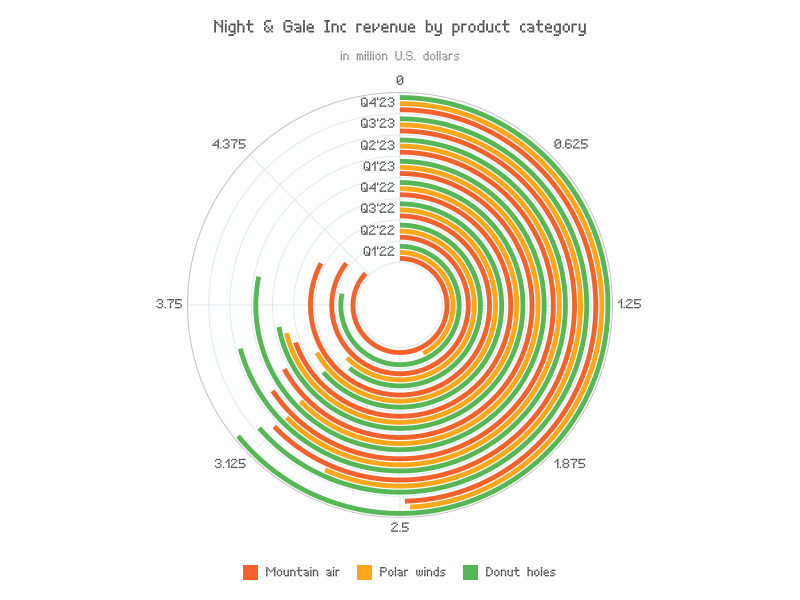 Night & Gale Inc revenue by product category
in million U.S. dollars
0
Q4'23
Q3'23
4.375
0.625
Q2'23
Q1'23
Q4'22
Q3'22
Q2'22
Q1'22
3.75
1.25
3.125
1.875
2.5
Mountain air
Polar winds
Donut holes